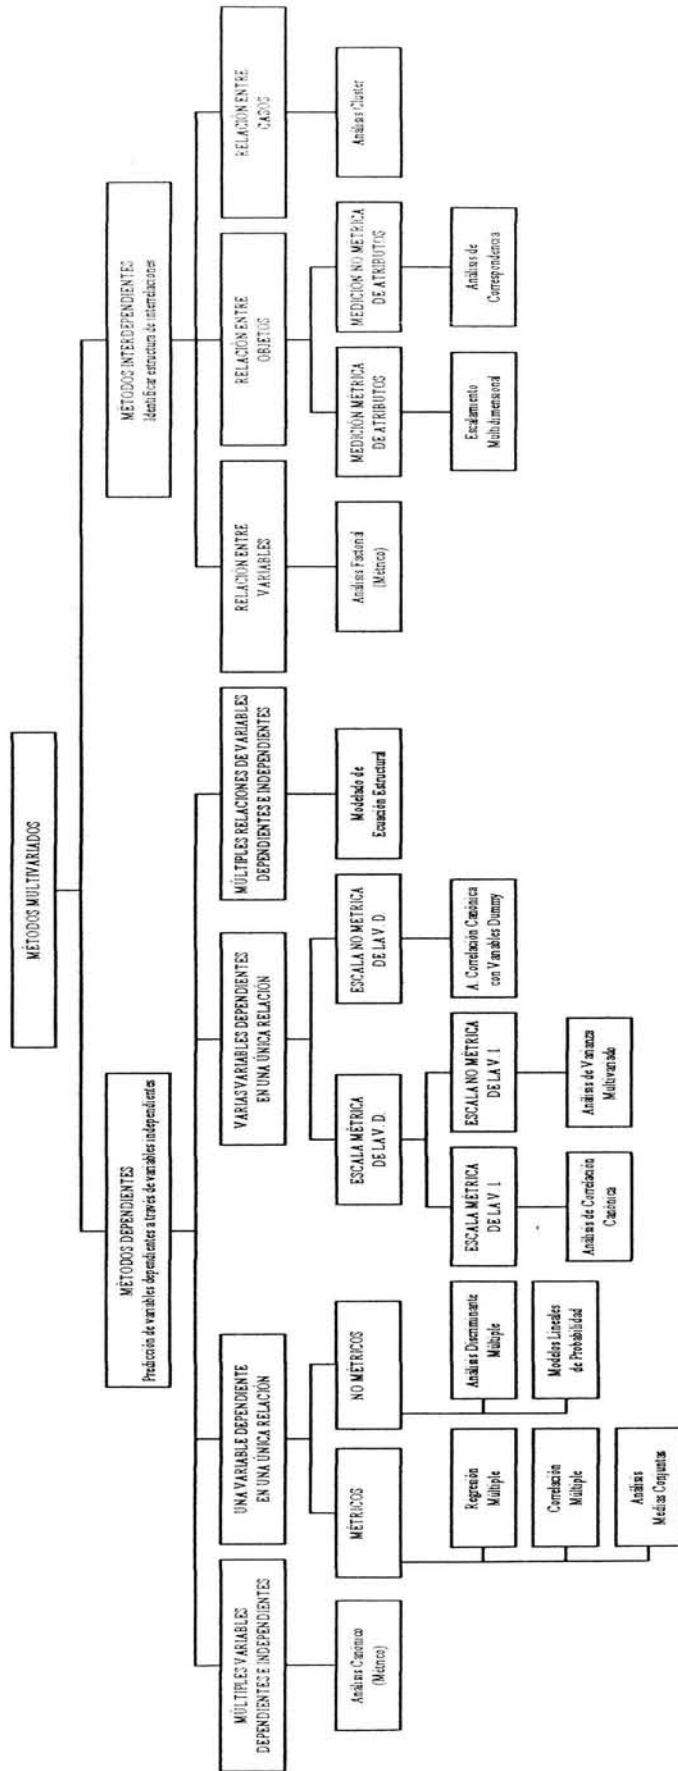 MÉTODOS MULTIVARIADOS
MÉTODOS DEPENDIENTES
Predicción de variables dependientes a través de variables independientes
MÉTODOS INTERDEPENDIENTES
Identificar estructura de interrelaciones
MÚLTIPLES VARIABLES
DEPENDIENTES E INDEPENDIENTES
UNA VARIABLE DEPENDIENTE
EN UNA ÚNICA RELACIÓN
VARIAS VARIABLES DEPENDIENTES
EN UNA ÚNICA RELACIÓN
MÚLTIPLES RELACIONES DE VARIABLES
DEPENDIENTES E INDEPENDIENTES
RELACIÓN ENTRE
VARIABLES
RELACIÓN ENTRE
OBJETOS
RELACIÓN ENTRE
CASOS
Análisis Canónico
(Métrico)
MÉTRICOS
NO MÉTRICOS
ESCALA MÉTRICA
DE LA V. D.
ESCALA NO METRICA
DE LA V. D.
Modelado de
Ecuación Estructural
Análisis Factorial
(Métrico)
MEDICIÓN MÉTRICA
DE ATRIBUTOS
MEDICION NO METRICA
DE ATRIBUTOS
Análisis Cluster
Regresión
Múltiple
Análisis Discriminante
Múltiple
ESCALA MÉTRICA
DE LA V. I.
ESCALA NO MÉTRICA
DE LA V. I.
A. Correlación Canónica
con Variables Dummy
Escalamiento
Multidimensional
Análisis de
Correspondencia
Correlación
Múltiple
Modelos Lineales
de Probabilidad
Análisis de Correlación
Canónica
Análisis de Varianza
Multivariado
Análisis
Medias Conjuntas